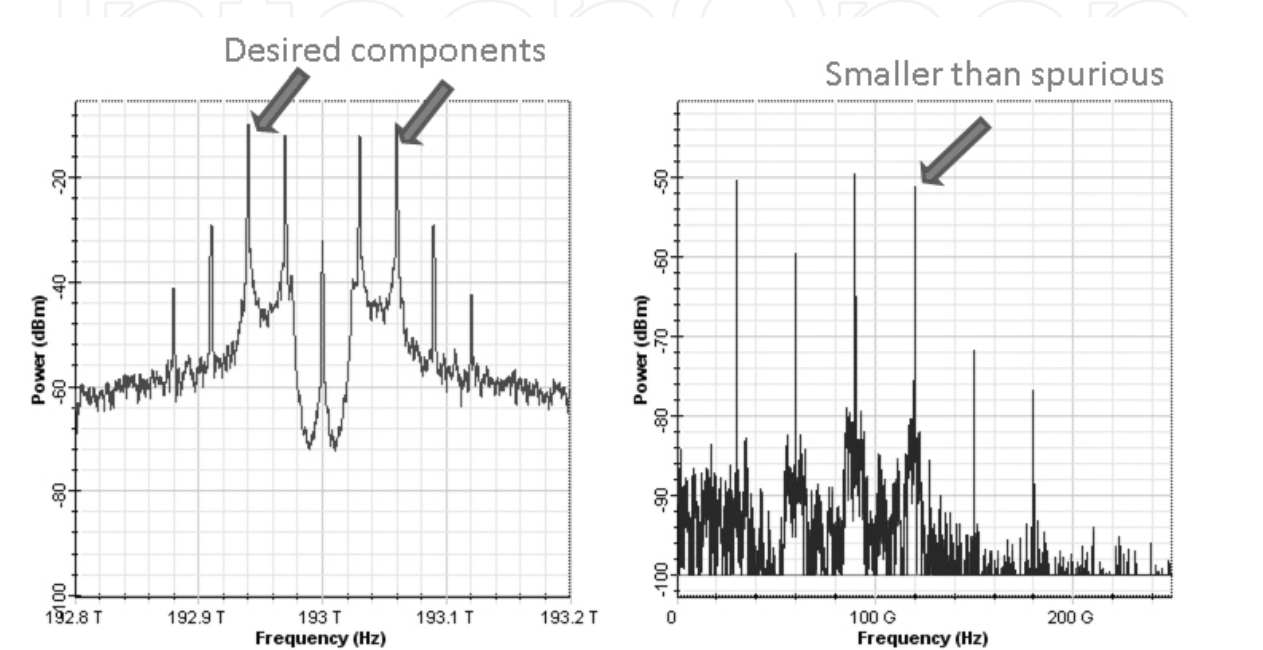 Desired components
Smaller than spurious
Power (dBm)
-20
-40
-60
-80
-100
192.8 T 192.9 T 193 T 193.1 T 193.2 T
Frequency (Hz)
Power (dBm)
-50
-60
-70
-80
-90
-100
0 100 G 200 G
Frequency (Hz)